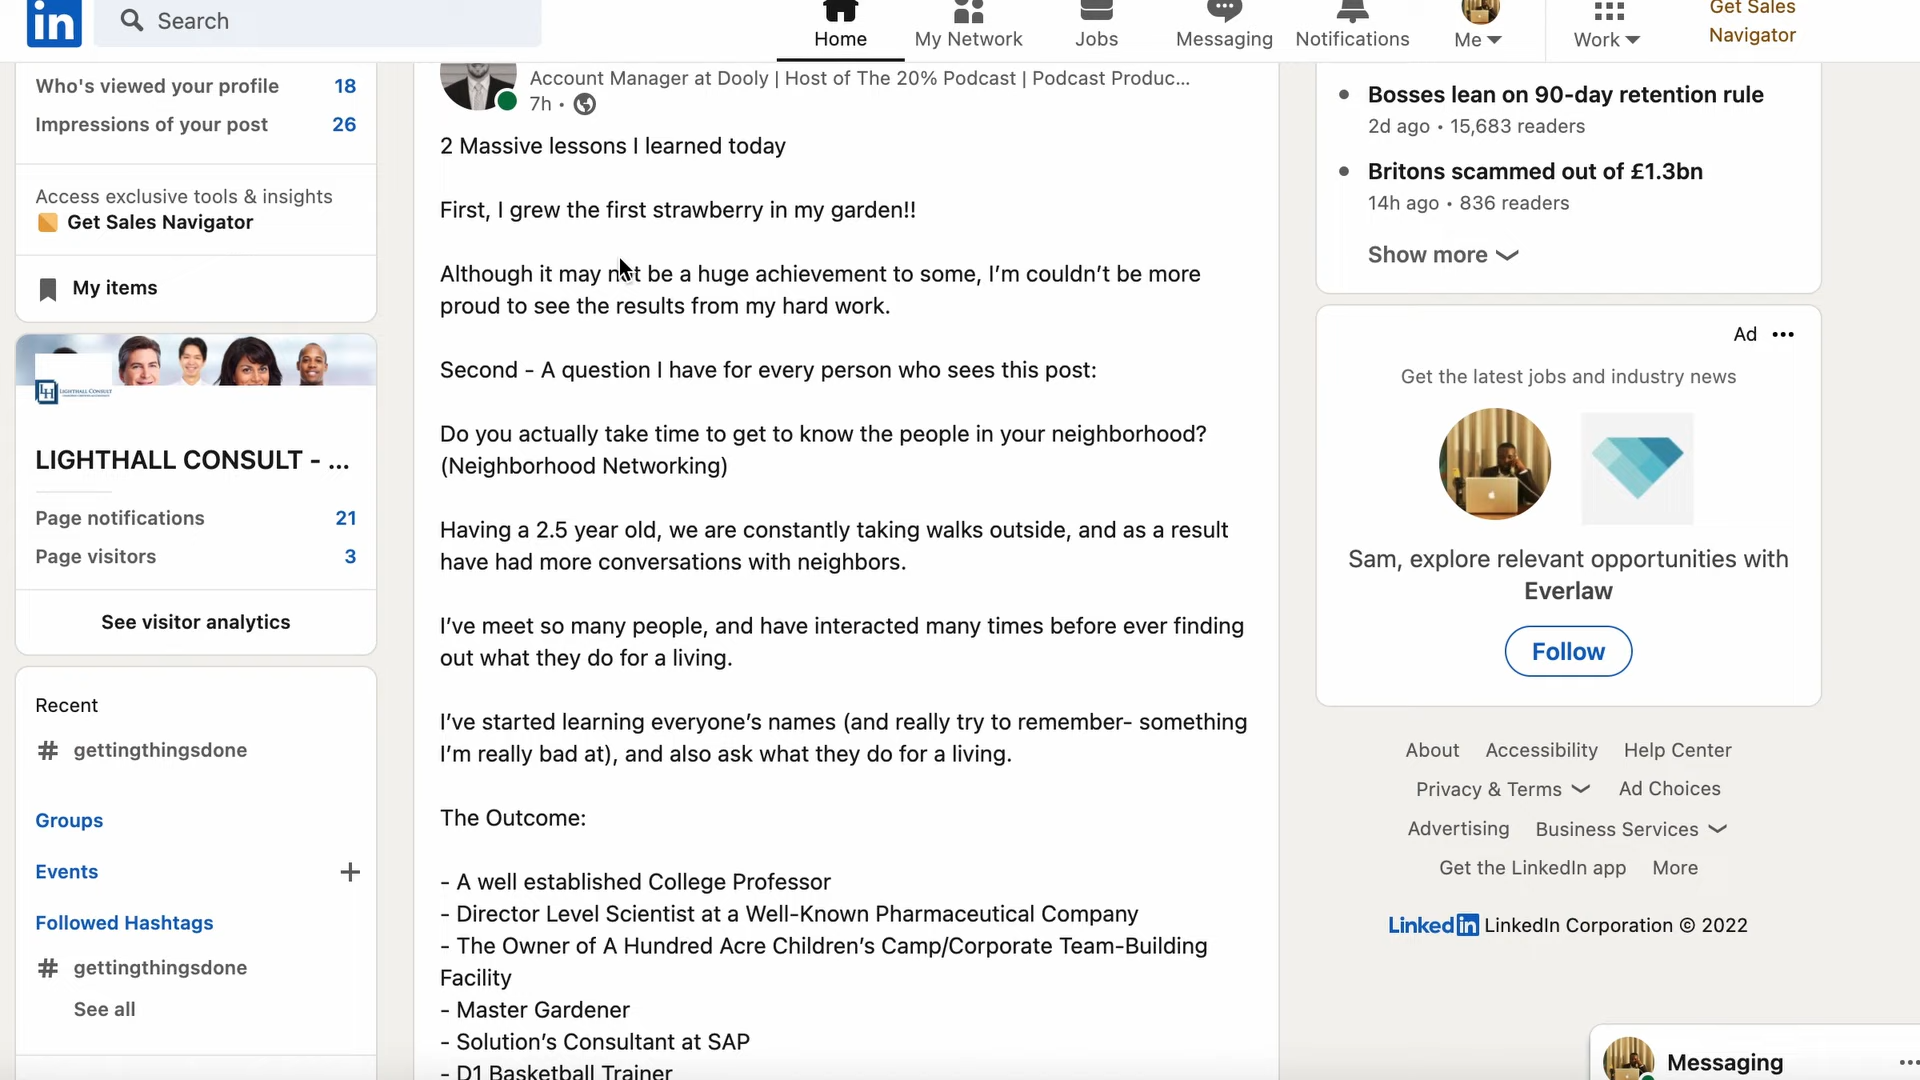 in
Search
Home
My Network
Jobs
Messaging
Notifications
Me
Work
Get Sales
Navigator
Who's viewed your profile 18
Impressions of your post 26
Access exclusive tools & insights
Get Sales Navigator
My items
LH LIGHTHALL CONSULT
LIGHTHALL CONSULT - ...
Page notifications 21
Page visitors 3
See visitor analytics
Recent
# gettingthingsdone
Groups
Events +
Followed Hashtags
# gettingthingsdone
See all
Account Manager at Dooly | Host of The 20% Podcast | Podcast Produc...
7h •
2 Massive lessons I learned today
First, I grew the first strawberry in my garden!!
Although it may not be a huge achievement to some, I’m couldn’t be more
proud to see the results from my hard work.
Second - A question I have for every person who sees this post:
Do you actually take time to get to know the people in your neighborhood?
(Neighborhood Networking)
Having a 2.5 year old, we are constantly taking walks outside, and as a result
have had more conversations with neighbors.
I’ve meet so many people, and have interacted many times before ever finding
out what they do for a living.
I’ve started learning everyone’s names (and really try to remember- something
I’m really bad at), and also ask what they do for a living.
The Outcome:
- A well established College Professor
- Director Level Scientist at a Well-Known Pharmaceutical Company
- The Owner of A Hundred Acre Children’s Camp/Corporate Team-Building
Facility
- Master Gardener
- Solution’s Consultant at SAP
- D1 Basketball Trainer
Bosses lean on 90-day retention rule
2d ago • 15,683 readers
Britons scammed out of £1.3bn
14h ago • 836 readers
Show more
Ad •••
Get the latest jobs and industry news
Sam, explore relevant opportunities with
Everlaw
Follow
About Accessibility Help Center
Privacy & Terms Ad Choices
Advertising Business Services
Get the LinkedIn app More
LinkedIn LinkedIn Corporation © 2022
Messaging •••